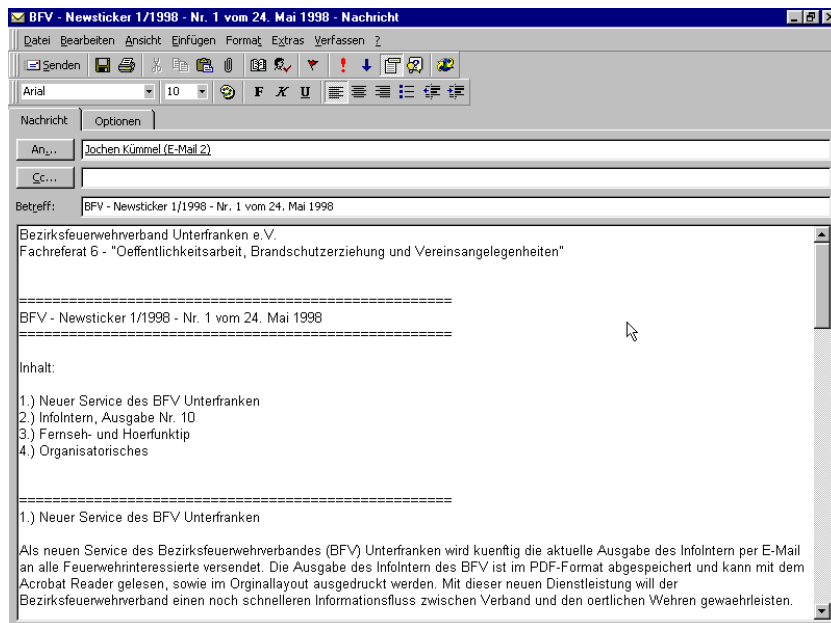 BFV - Newsticker 1/1998 - Nr. 1 vom 24. Mai 1998 - Nachricht
Datei Bearbeiten Ansicht Einfügen Format Extras Verfassen ?
Senden
Arial 10 F K U
Nachricht Optionen
An... Jochen Kümmel (E-Mail 2)
Cc...
Betreff: BFV - Newsticker 1/1998 - Nr. 1 vom 24. Mai 1998
Bezirksfeuerwehrverband Unterfranken e.V.
Fachreferat 6 - "Oeffentlichkeitsarbeit, Brandschutzerziehung und Vereinsangelegenheiten"
====================================================
BFV - Newsticker 1/1998 - Nr. 1 vom 24. Mai 1998
====================================================
Inhalt:
1.) Neuer Service des BFV Unterfranken
2.) InfoIntern, Ausgabe Nr. 10
3.) Fernseh- und Hoerfunktip
4.) Organisatorisches
====================================================
1.) Neuer Service des BFV Unterfranken
Als neuen Service des Bezirksfeuerwehrverbandes (BFV) Unterfranken wird kuenftig die aktuelle Ausgabe des InfoIntern per E-Mail
an alle Feuerwehrinteressierte versendet. Die Ausgabe des InfoIntern des BFV ist im PDF-Format abgespeichert und kann mit dem
Acrobat Reader gelesen, sowie im Orginallayout ausgedruckt werden. Mit dieser neuen Dienstleistung will der
Bezirksfeuerwehrverband einen noch schnelleren Informationsfluss zwischen Verband und den oertlichen Wehren gewaehrleisten.